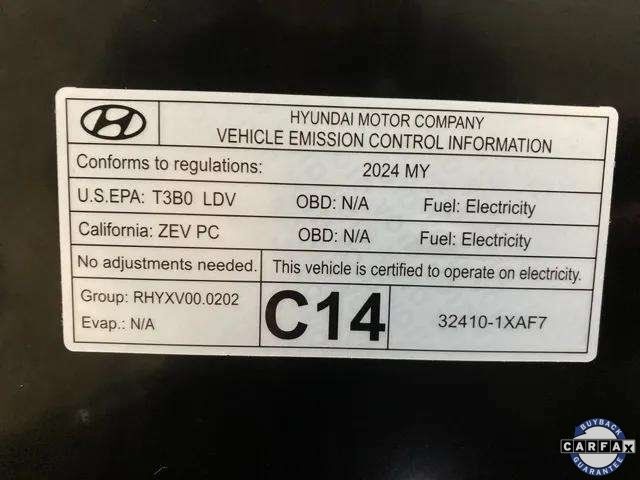 HYUNDAI MOTOR COMPANY
VEHICLE EMISSION CONTROL INFORMATION
Conforms to regulations: 2024 MY
U.S.EPA: T3B0 LDV OBD: N/A Fuel: Electricity
California: ZEV PC OBD: N/A Fuel: Electricity
No adjustments needed. This vehicle is certified to operate on electricity.
Group: RHYXV00.0202
Evap.: N/A
C14
32410-1XAF7
BUYBACK
CARFAX
GUARANTEE